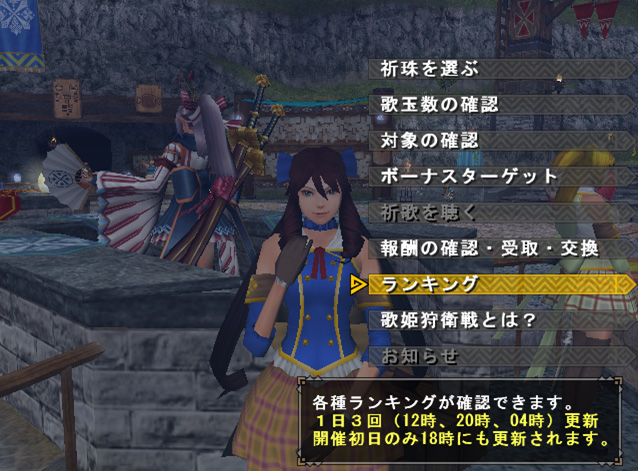 祈珠を選ぶ
歌玉数の確認
対象の確認
ボーナスターゲット
祈歌を聴く
報酬の確認・受取・交換
ランキング
歌姫狩衛戦とは？
お知らせ
各種ランキングが確認できます。
１日３回（12時、20時、04時）更新
開催初日のみ18時にも更新されます。